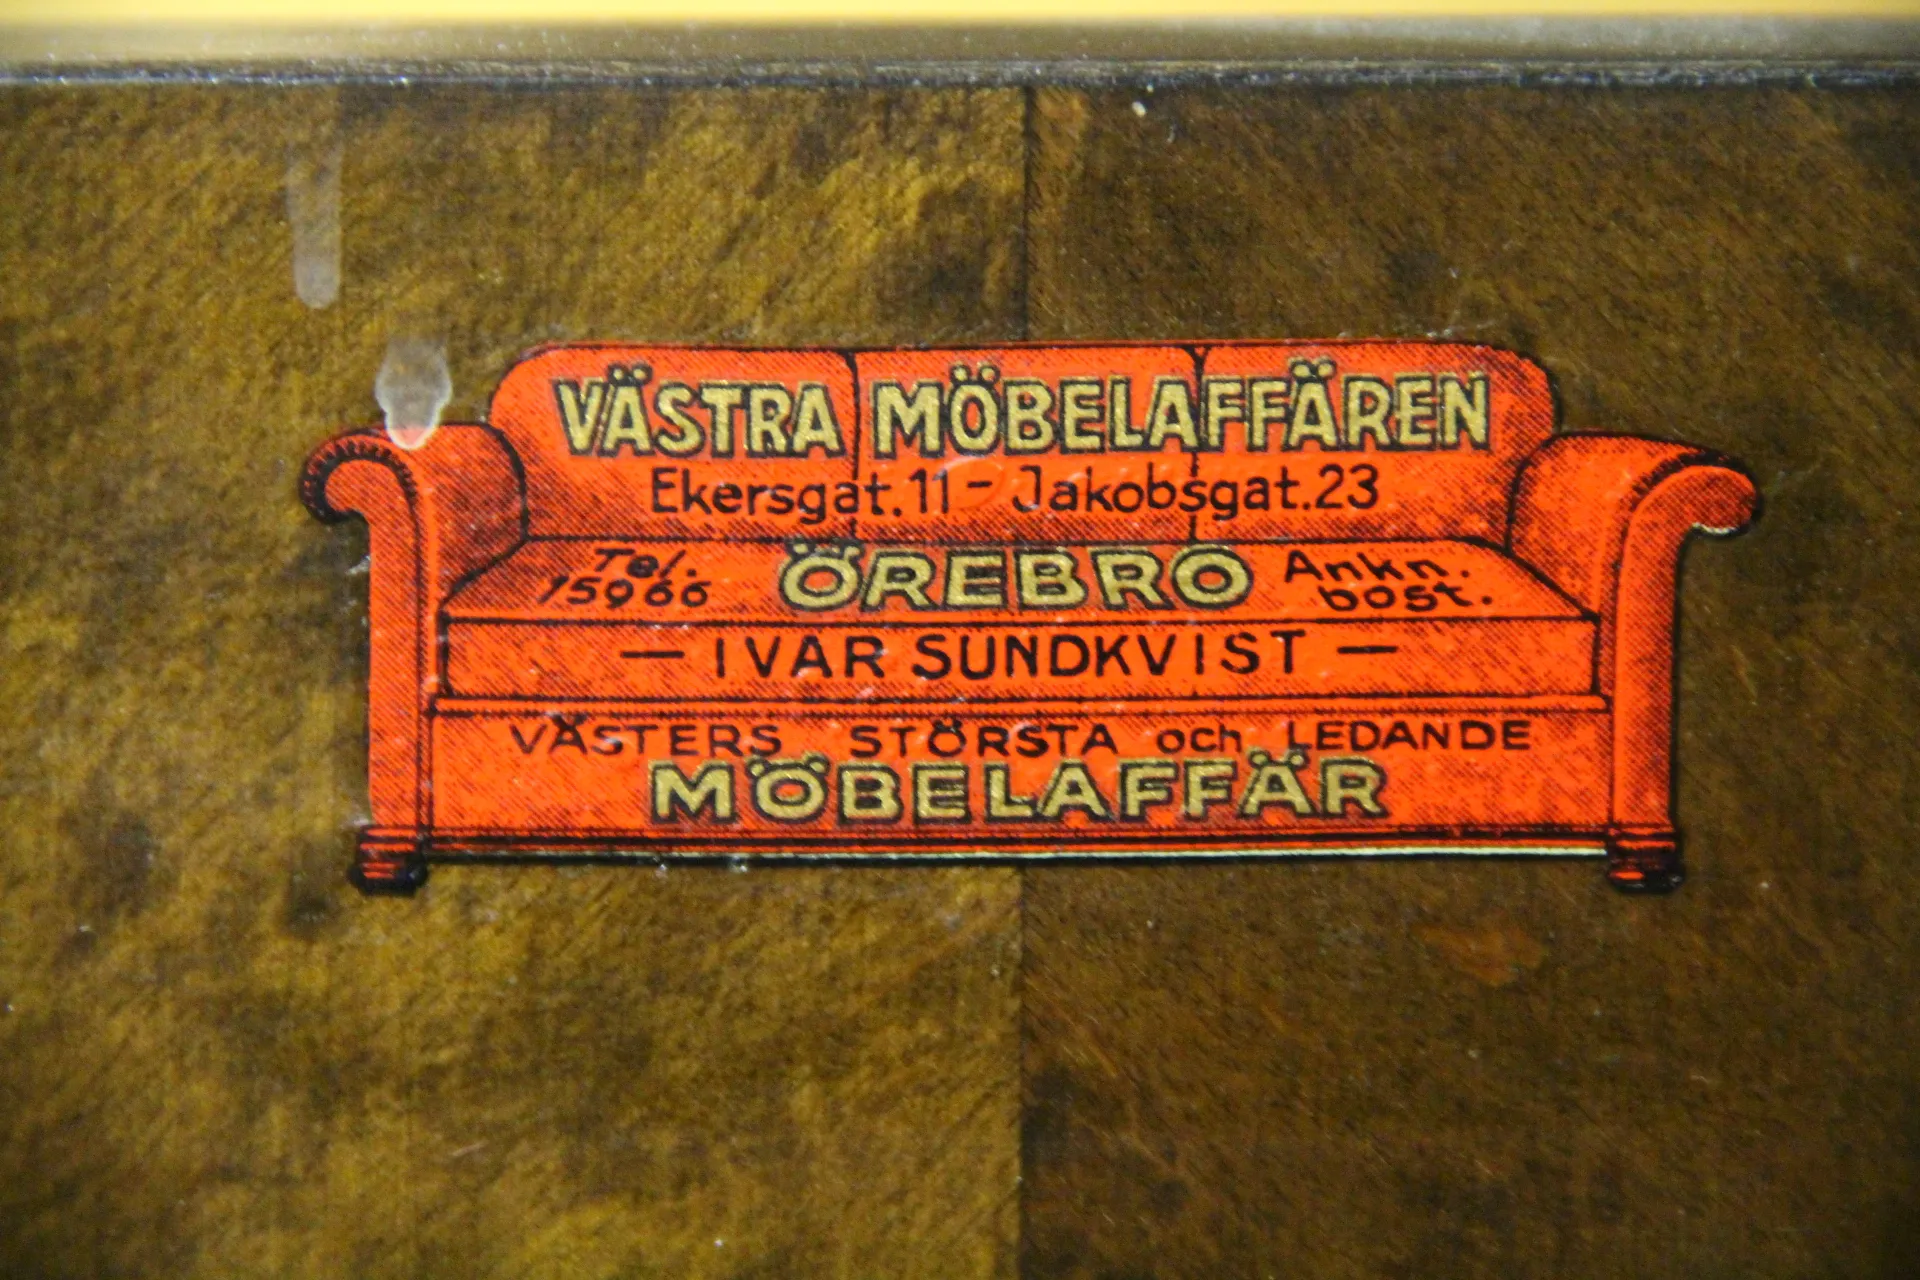 VÄSTRA MÖBELAFFÄREN
Ekersgat. 11 - Jakobsgat. 23
Tel. 15966
ÖREBRO
Ankn. bost.
— IVAR SUNDKVIST —
VÄSTERS STÖRSTA och LEDANDE
MÖBELAFFÄR